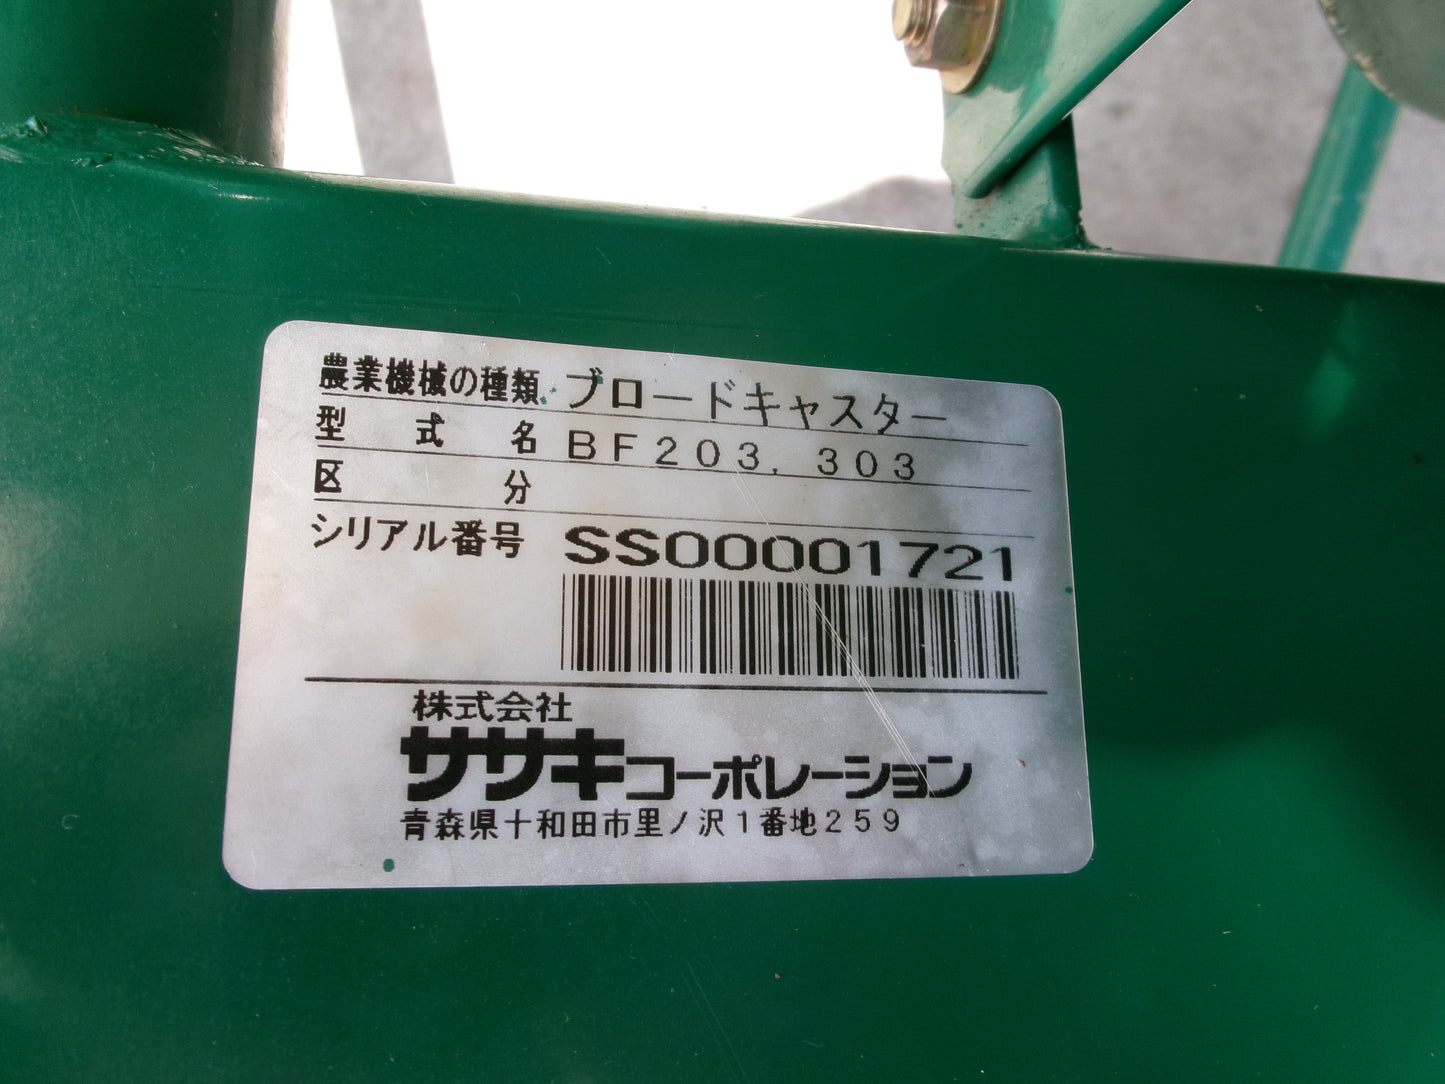 農業機械の種類 ブロードキャスター
型式名 BF203, 303
区分
シリアル番号 SS00001721
株式会社
ササキコーポレーション
青森県十和田市里ノ沢1番地259